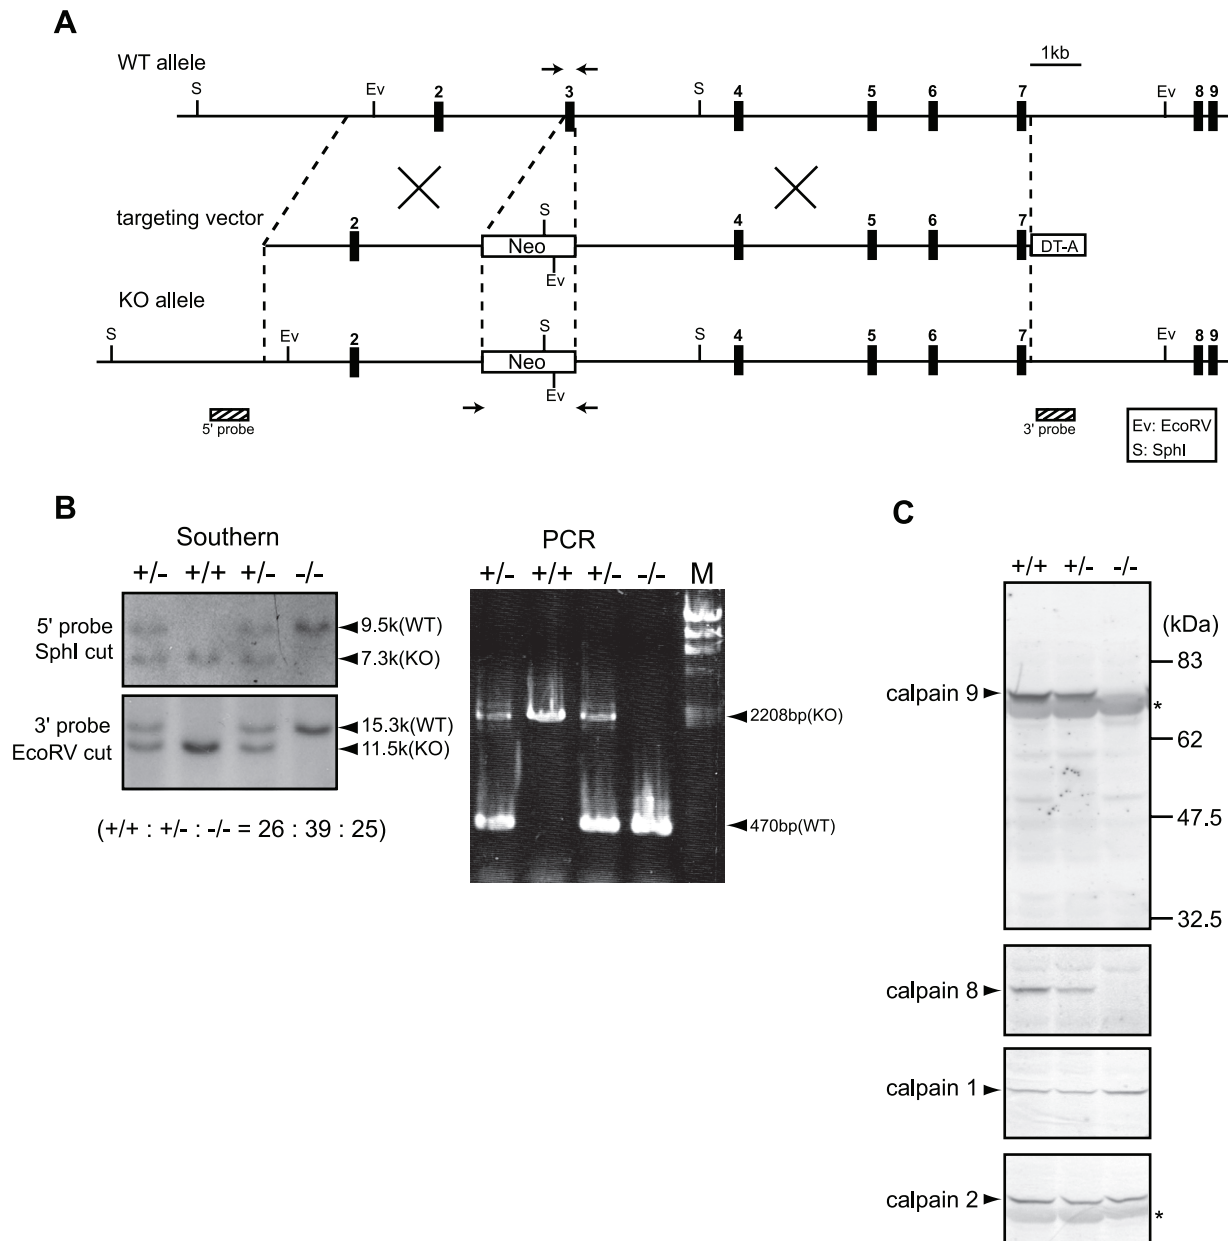 A
WT allele
1kb
S
Ev
2
3
S
4
5
6
7
Ev
8
9
targeting vector
2
S
Neo
Ev
4
5
6
7
DT-A
KO allele
S
Ev
2
S
Neo
Ev
S
4
5
6
7
Ev
8
9
5' probe
3' probe
Ev: EcoRV
S: SphI
B
Southern
+/- +/+ +/- -/-
5' probe
SphI cut
9.5k(WT)
7.3k(KO)
3' probe
EcoRV cut
15.3k(WT)
11.5k(KO)
(+/+ : +/- : -/- = 26 : 39 : 25)
PCR
+/- +/+ +/- -/- M
2208bp(KO)
470bp(WT)
C
+/+ +/- -/-
(kDa)
83
calpain 9
*
62
47.5
32.5
calpain 8
calpain 1
calpain 2
*